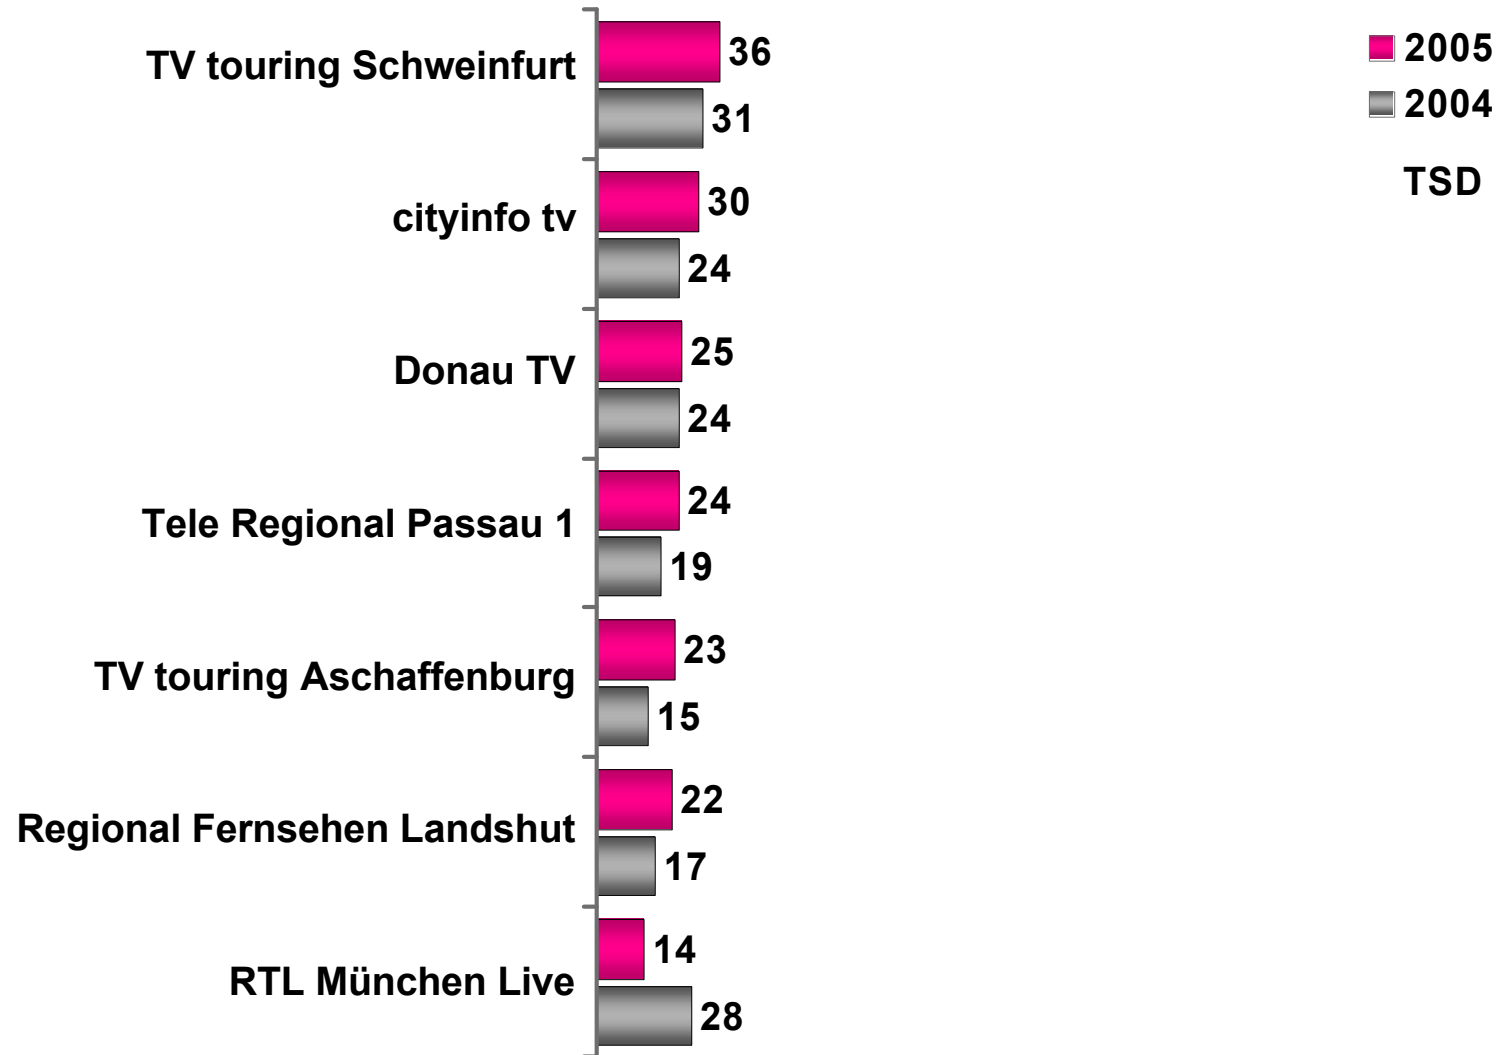 TV touring Schweinfurt
36
31
cityinfo tv
30
24
Donau TV
25
24
Tele Regional Passau 1
24
19
TV touring Aschaffenburg
23
15
Regional Fernsehen Landshut
22
17
RTL München Live
14
28
2005
2004
TSD